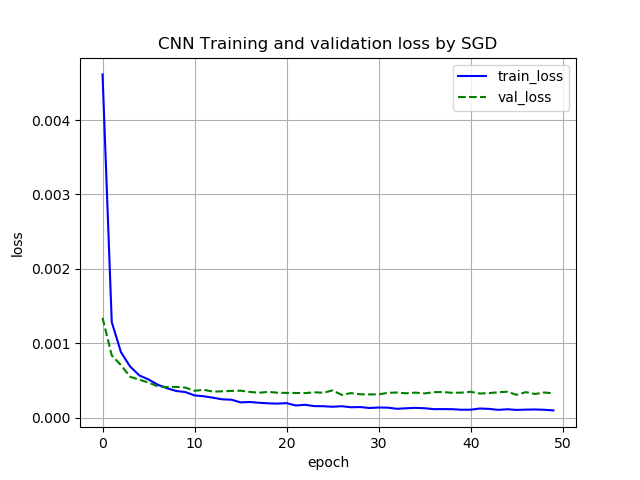 CNN Training and validation loss by SGD
train_loss
val_loss
loss
0.004
0.003
0.002
0.001
0.000
0 10 20 30 40 50
epoch